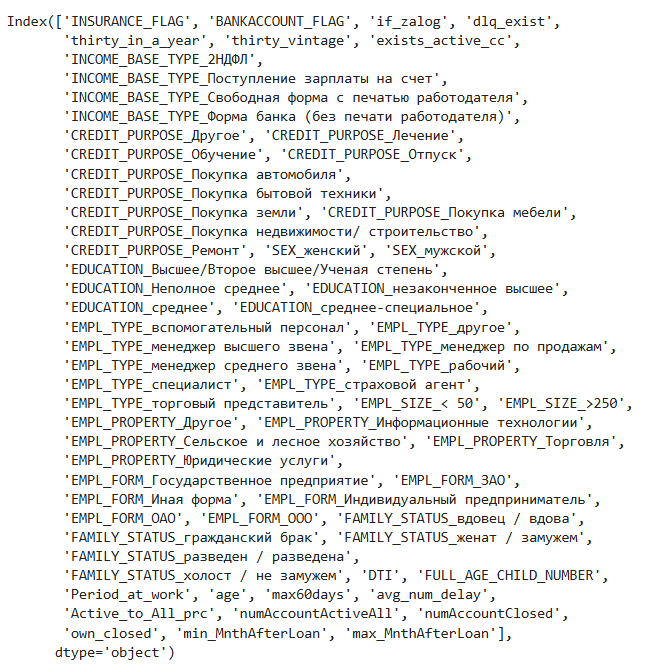 Index(['INSURANCE_FLAG', 'BANKACCOUNT_FLAG', 'if_zalog', 'dlq_exist',
'thirty_in_a_year', 'thirty_vintage', 'exists_active_cc',
'INCOME_BASE_TYPE_2НДФЛ',
'INCOME_BASE_TYPE_Поступление зарплаты на счет',
'INCOME_BASE_TYPE_Свободная форма с печатью работодателя',
'INCOME_BASE_TYPE_Форма банка (без печати работодателя)',
'CREDIT_PURPOSE_Другое', 'CREDIT_PURPOSE_Лечение',
'CREDIT_PURPOSE_Обучение', 'CREDIT_PURPOSE_Отпуск',
'CREDIT_PURPOSE_Покупка автомобиля',
'CREDIT_PURPOSE_Покупка бытовой техники',
'CREDIT_PURPOSE_Покупка земли', 'CREDIT_PURPOSE_Покупка мебели',
'CREDIT_PURPOSE_Покупка недвижимости/ строительство',
'CREDIT_PURPOSE_Ремонт', 'SEX_женский', 'SEX_мужской',
'EDUCATION_Высшее/Второе высшее/Ученая степень',
'EDUCATION_Неполное среднее', 'EDUCATION_незаконченное высшее',
'EDUCATION_среднее', 'EDUCATION_среднее-специальное',
'EMPL_TYPE_вспомогательный персонал', 'EMPL_TYPE_другое',
'EMPL_TYPE_менеджер высшего звена', 'EMPL_TYPE_менеджер по продажам',
'EMPL_TYPE_менеджер среднего звена', 'EMPL_TYPE_рабочий',
'EMPL_TYPE_специалист', 'EMPL_TYPE_страховой агент',
'EMPL_TYPE_торговый представитель', 'EMPL_SIZE_< 50', 'EMPL_SIZE_>250',
'EMPL_PROPERTY_Другое', 'EMPL_PROPERTY_Информационные технологии',
'EMPL_PROPERTY_Сельское и лесное хозяйство', 'EMPL_PROPERTY_Торговля',
'EMPL_PROPERTY_Юридические услуги',
'EMPL_FORM_Государственное предприятие', 'EMPL_FORM_ЗАО',
'EMPL_FORM_Иная форма', 'EMPL_FORM_Индивидуальный предприниматель',
'EMPL_FORM_ОАО', 'EMPL_FORM_ООО', 'FAMILY_STATUS_вдовец / вдова',
'FAMILY_STATUS_гражданский брак', 'FAMILY_STATUS_женат / замужем',
'FAMILY_STATUS_разведен / разведена',
'FAMILY_STATUS_холост / не замужем', 'DTI', 'FULL_AGE_CHILD_NUMBER',
'Period_at_work', 'age', 'max60days', 'avg_num_delay',
'Active_to_All_prc', 'numAccountActiveAll', 'numAccountClosed',
'own_closed', 'min_MnthAfterLoan', 'max_MnthAfterLoan'],
dtype='object')